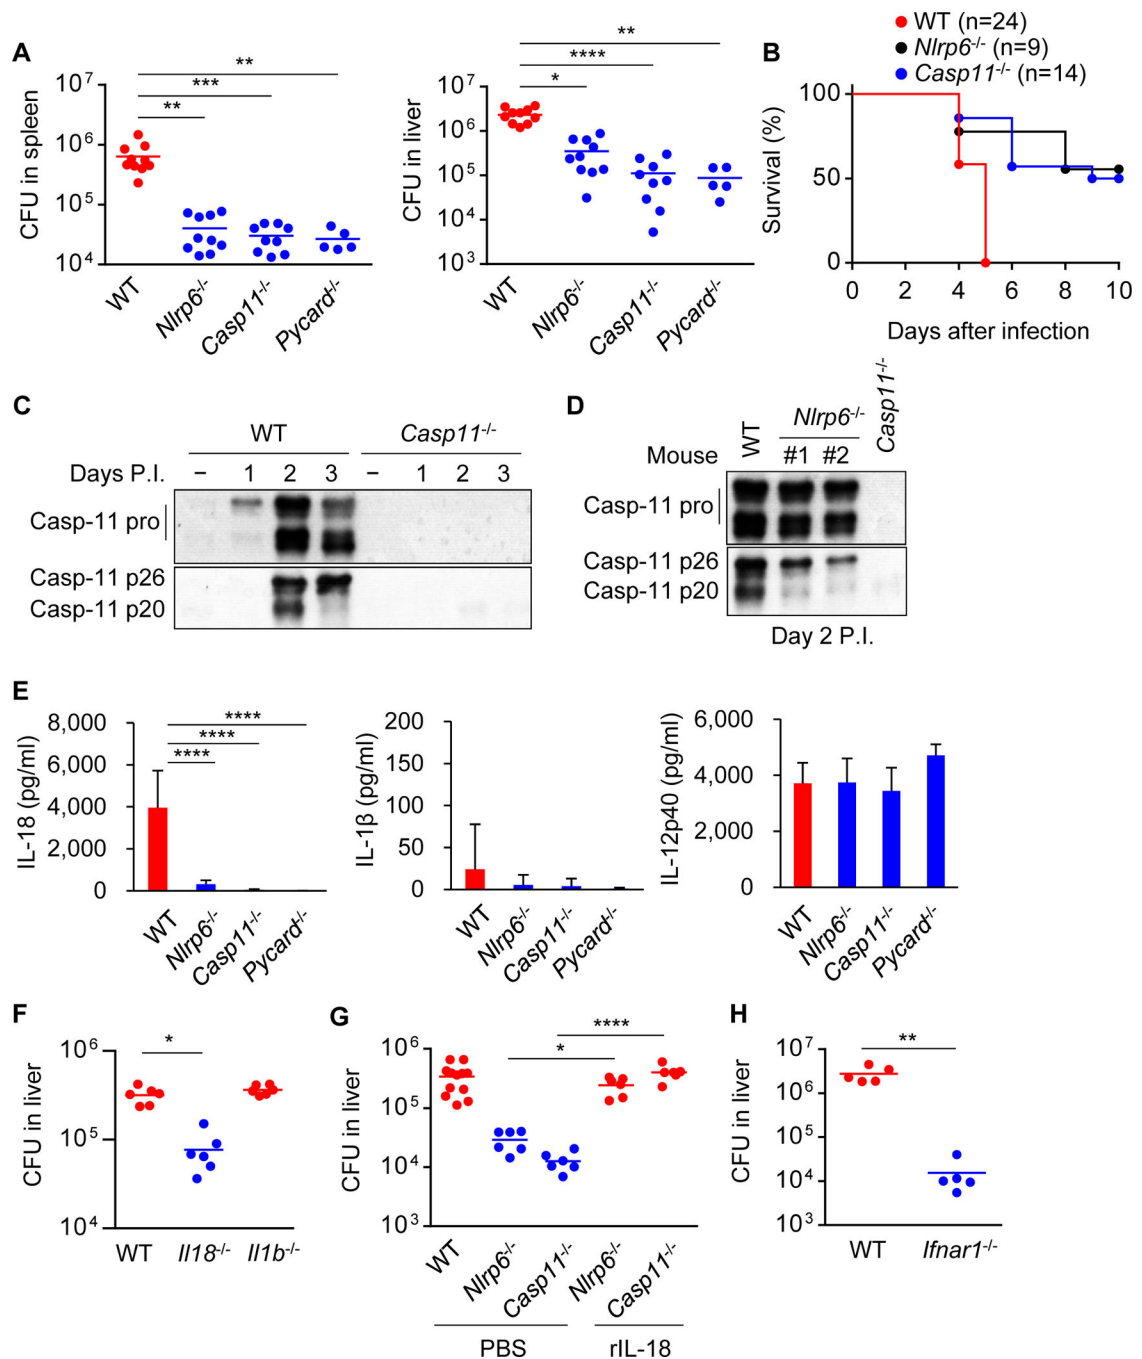 A
CFU in spleen
10⁷
10⁶
10⁵
10⁴
**
***
**
WT
Nlrp6-/-
Casp11-/-
Pycard-/-
CFU in liver
10⁷
10⁶
10⁵
10⁴
10³
**
****
*
WT
Nlrp6-/-
Casp11-/-
Pycard-/-
B
WT (n=24)
Nlrp6-/- (n=9)
Casp11-/- (n=14)
Survival (%)
100
50
0
0 2 4 6 8 10
Days after infection
C
WT Casp11-/-
Days P.I. – 1 2 3 – 1 2 3
Casp-11 pro
Casp-11 p26
Casp-11 p20
D
Mouse WT Nlrp6-/- #1 #2 Casp11-/-
Casp-11 pro
Casp-11 p26
Casp-11 p20
Day 2 P.I.
E
IL-18 (pg/ml)
8,000
6,000
4,000
2,000
0
****
****
****
WT
Nlrp6-/-
Casp11-/-
Pycard-/-
IL-1β (pg/ml)
200
150
100
50
0
WT
Nlrp6-/-
Casp11-/-
Pycard-/-
IL-12p40 (pg/ml)
6,000
4,000
2,000
0
WT
Nlrp6-/-
Casp11-/-
Pycard-/-
F
CFU in liver
10⁶
10⁵
10⁴
*
WT Il18-/- Il1b-/-
G
CFU in liver
10⁶
10⁵
10⁴
10³
****
*
WT
Nlrp6-/-
Casp11-/-
Nlrp6-/-
Casp11-/-
PBS rIL-18
H
CFU in liver
10⁷
10⁶
10⁵
10⁴
10³
**
WT Ifnar1-/-